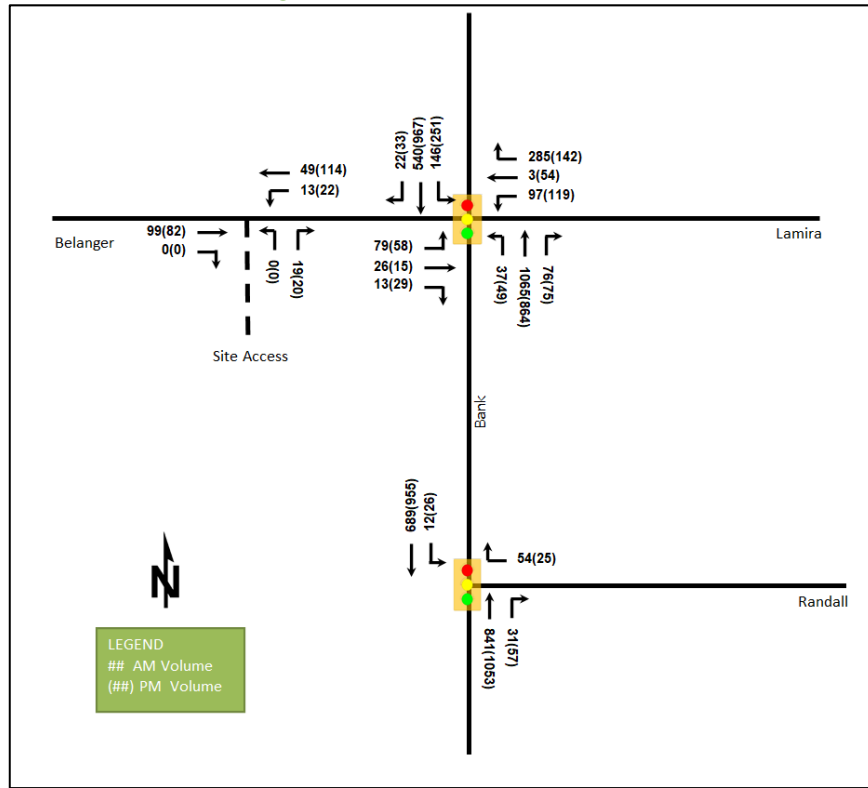 22(33)
540(967)
146(251)
285(142)
3(54)
97(119)
49(114)
13(22)
Belanger
99(82)
0(0)
0(0)
19(20)
79(58)
26(15)
13(29)
37(49)
1065(864)
76(75)
Lamira
Site Access
Bank
689(955)
12(26)
54(25)
Randall
841(1053)
31(57)
N
LEGEND
## AM Volume
(##) PM Volume